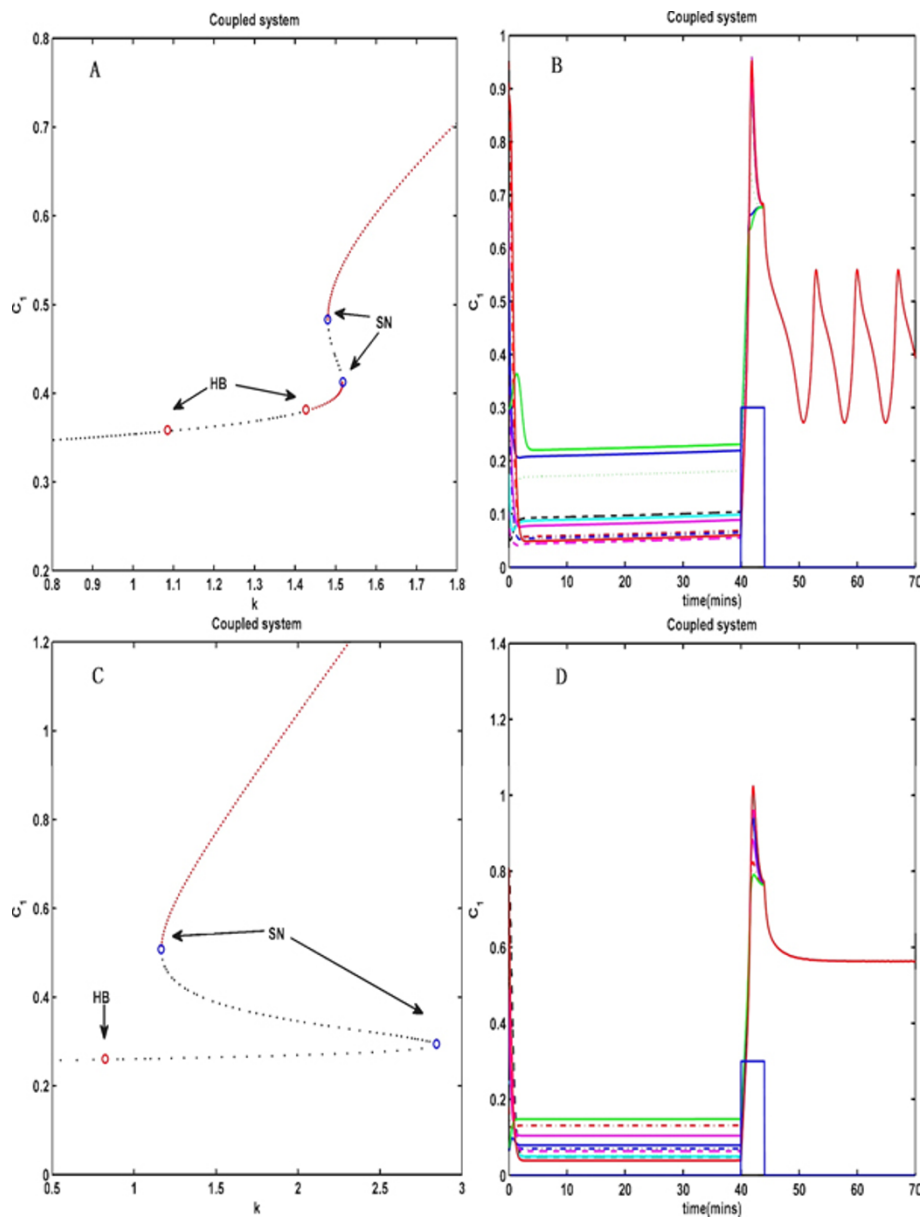 Coupled system
A
HB
SN
C1
0.8
0.7
0.6
0.5
0.4
0.3
0.2
0.8 0.9 1 1.1 1.2 1.3 1.4 1.5 1.6 1.7 1.8
k
Coupled system
B
C1
1
0.9
0.8
0.7
0.6
0.5
0.4
0.3
0.2
0.1
0
0 10 20 30 40 50 60 70
time(mins)
Coupled system
C
SN
HB
C1
1.2
1
0.8
0.6
0.4
0.2
0
0.5 1 1.5 2 2.5 3
k
Coupled system
D
C1
1.4
1.2
1
0.8
0.6
0.4
0.2
0
0 10 20 30 40 50 60 70
time(mins)